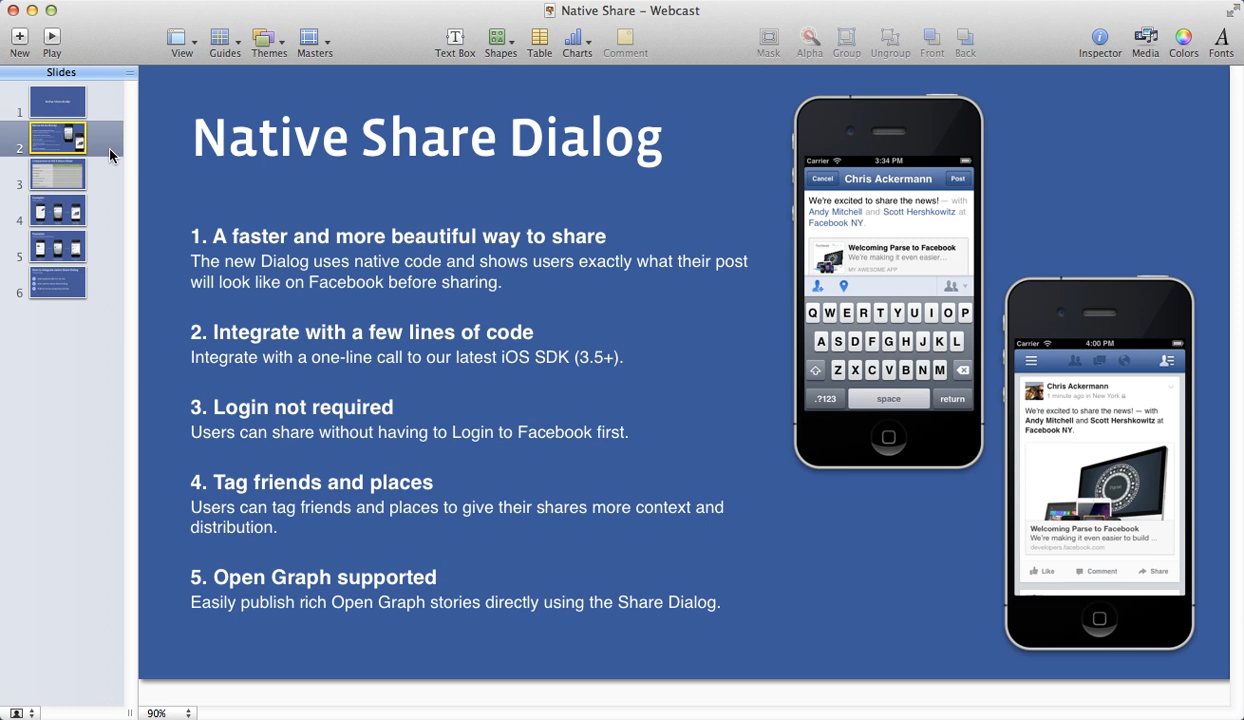 Native Share – Webcast
New
Play
View
Guides
Themes
Masters
Text Box
Shapes
Table
Charts
Comment
Mask
Alpha
Group
Ungroup
Front
Back
Inspector
Media
Colors
Fonts
Slides
1
2
3
4
5
6
Native Share Dialog
1. A faster and more beautiful way to share
The new Dialog uses native code and shows users exactly what their post
will look like on Facebook before sharing.
2. Integrate with a few lines of code
Integrate with a one-line call to our latest iOS SDK (3.5+).
3. Login not required
Users can share without having to Login to Facebook first.
4. Tag friends and places
Users can tag friends and places to give their shares more context and
distribution.
5. Open Graph supported
Easily publish rich Open Graph stories directly using the Share Dialog.
Carrier 3:34 PM
Cancel Chris Ackermann Post
We're excited to share the news! — with
Andy Mitchell and Scott Hershkowitz at
Facebook NY.
Welcoming Parse to Facebook
We're making it even easier...
MY AWESOME APP
Q W E R T Y U I O P
A S D F G H J K L
Z X C V B N M
.?123 space return
Carrier 4:00 PM
Chris Ackermann
1 minute ago in New York
We're excited to share the news! — with
Andy Mitchell and Scott Hershkowitz at
Facebook NY.
Welcoming Parse to Facebook
We're making it even easier to build ...
developers.facebook.com
Like Comment Share
90%